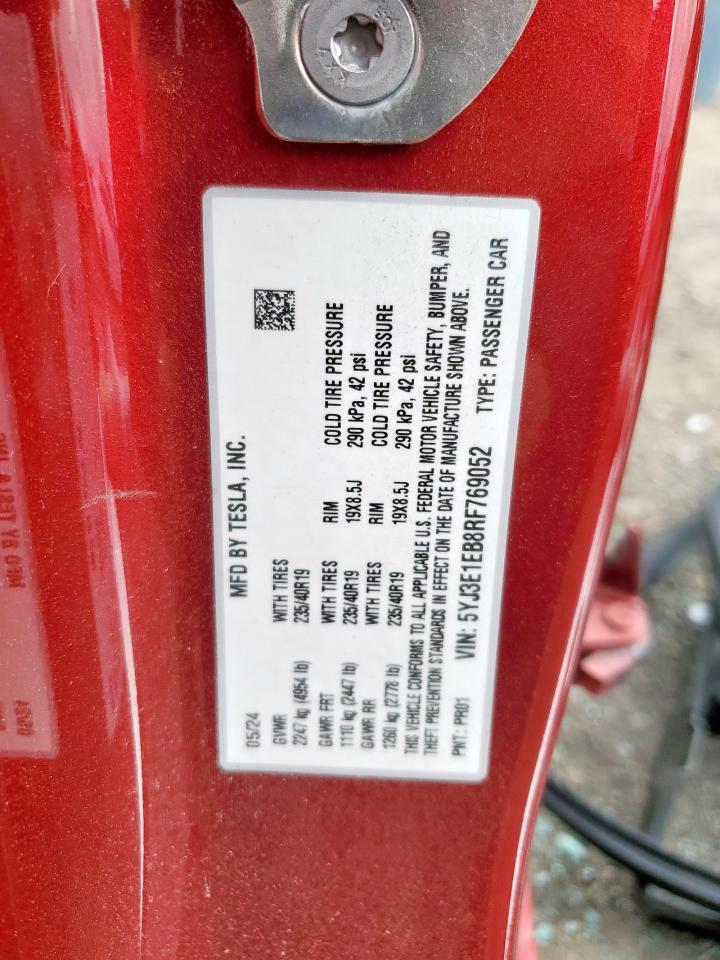 MFD BY TESLA, INC.
05/24
GVWR WITH TIRES
2247 kg (4954 lb) 235/40R19
GAWR FRT WITH TIRES RIM COLD TIRE PRESSURE
1110 kg (2447 lb) 235/40R19 19X8.5J 290 kPa, 42 psi
GAWR RR WITH TIRES RIM COLD TIRE PRESSURE
1260 kg (2778 lb) 235/40R19 19X8.5J 290 kPa, 42 psi
THIS VEHICLE CONFORMS TO ALL APPLICABLE U.S. FEDERAL MOTOR VEHICLE SAFETY, BUMPER, AND
THEFT PREVENTION STANDARDS IN EFFECT ON THE DATE OF MANUFACTURE SHOWN ABOVE.
PNT: PR01 VIN: 5YJ3E1EB8RF769052 TYPE: PASSENGER CAR